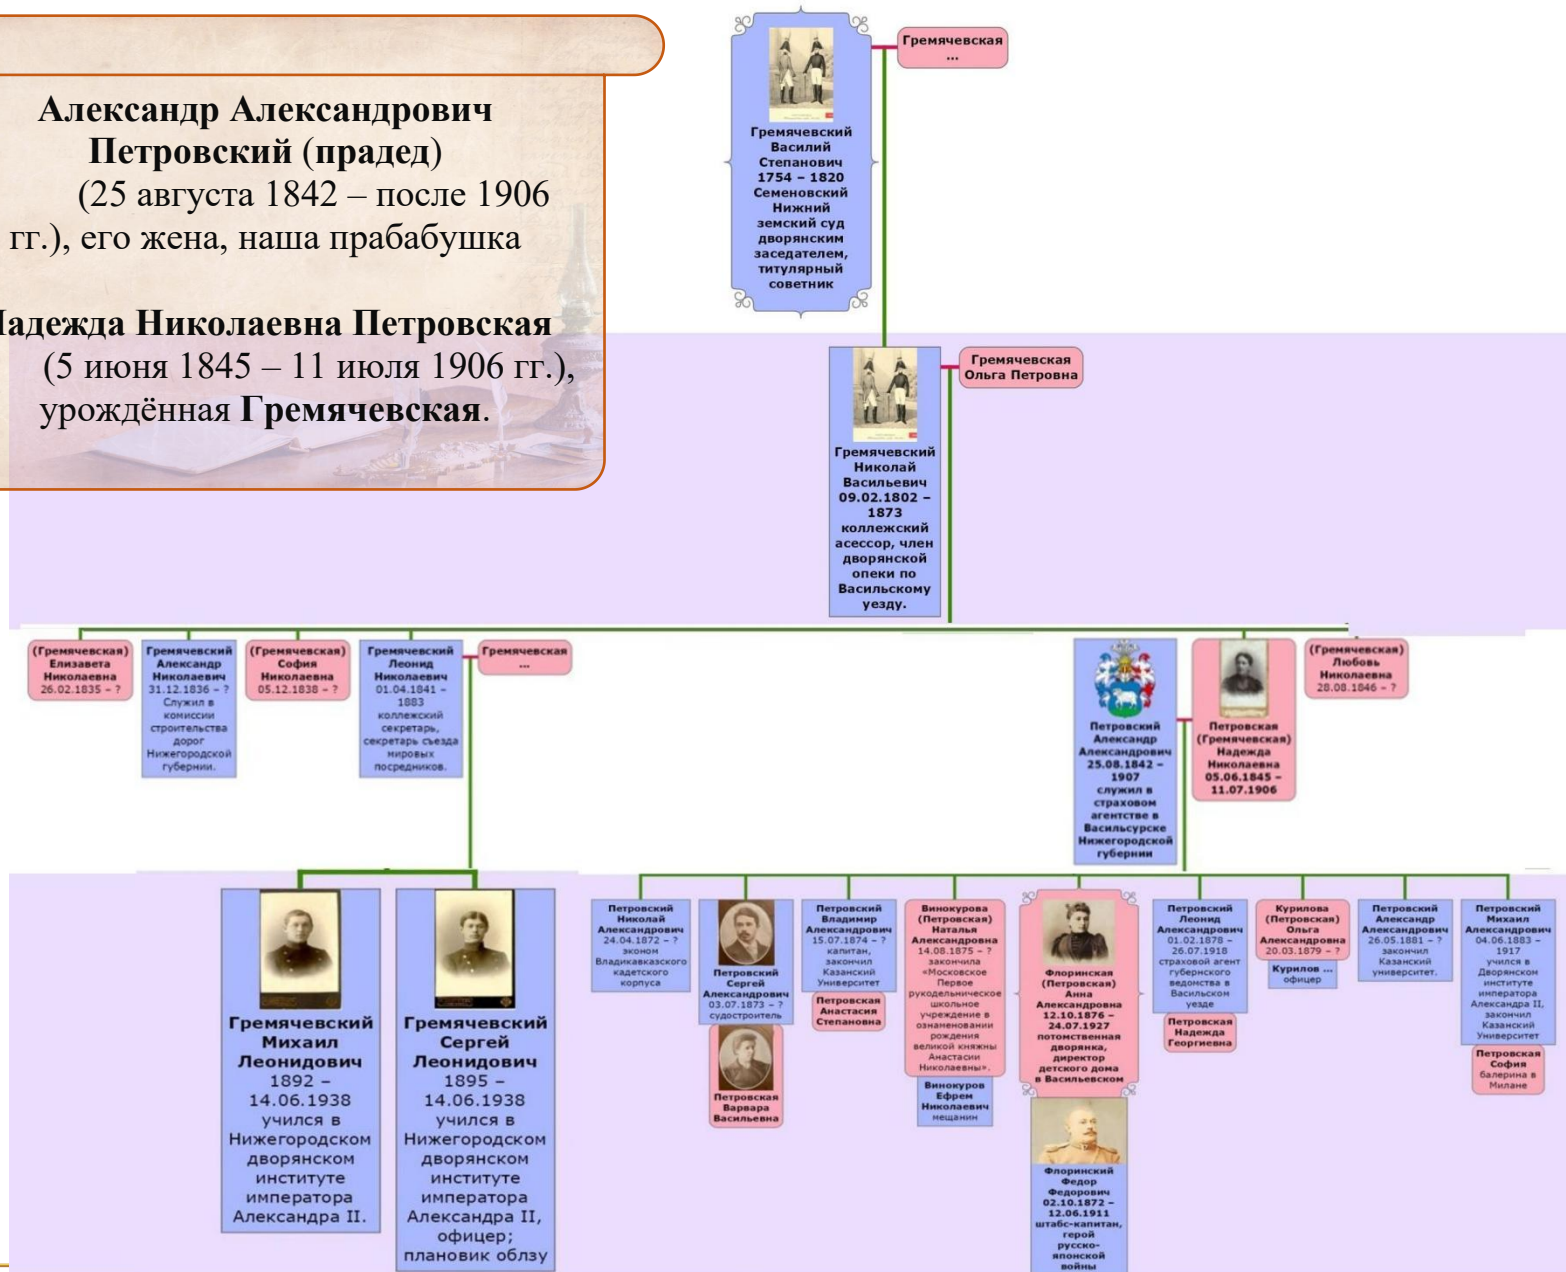 Александр Александрович
Петровский (прадед)
(25 августа 1842 – после 1906
гг.), его жена, наша прабабушка
Надежда Николаевна Петровская
(5 июня 1845 – 11 июля 1906 гг.),
урождённая Гремячевская.
Гремячевский
Василий
Степанович
1754 – 1820
Семеновский
Нижний
земский суд
дворянским
заседателем,
титулярный
советник
Гремячевская
...
Гремячевский
Николай
Васильевич
09.02.1802 –
1873
коллежский
асессор, член
дворянской
опеки по
Васильскому
уезду.
Гремячевская
Ольга Петровна
(Гремячевская)
Елизавета
Николаевна
26.02.1835 – ?
Гремячевский
Александр
Николаевич
31.12.1836 – ?
Служил в
комиссии
строительства
дорог
Нижегородской
губернии.
(Гремячевская)
София
Николаевна
05.12.1838 – ?
Гремячевский
Леонид
Николаевич
01.04.1841 –
1883
коллежский
секретарь,
секретарь съезда
мировых
посредников.
Гремячевская
...
Петровский
Александр
Александрович
25.08.1842 –
1907
служил в
страховом
агентстве в
Васильсурске
Нижегородской
губернии
Петровская
(Гремячевская)
Надежда
Николаевна
05.06.1845 –
11.07.1906
(Гремячевская)
Любовь
Николаевна
28.08.1846 – ?
Гремячевский
Михаил
Леонидович
1892 –
14.06.1938
учился в
Нижегородском
дворянском
институте
императора
Александра II.
Гремячевский
Сергей
Леонидович
1895 –
14.06.1938
учился в
Нижегородском
дворянском
институте
императора
Александра II,
офицер;
плановик облзу
Петровский
Николай
Александрович
24.04.1872 – ?
эконом
Владикавказского
кадетского
корпуса
Петровский
Сергей
Александрович
03.07.1873 – ?
судостроитель
Петровская
Варвара
Васильевна
Петровский
Владимир
Александрович
15.07.1874 – ?
капитан,
закончил
Казанский
Университет
Петровская
Анастасия
Степановна
Винокурова
(Петровская)
Наталья
Александровна
14.08.1875 – ?
закончила
«Московское
Первое
рукодельническое
школьное
учреждение в
ознаменовании
рождения
великой княжны
Анастасии
Николаевны».
Винокуров
Ефрем
Николаевич
мещанин
Флоринская
(Петровская)
Анна
Александровна
12.10.1876 –
24.07.1927
потомственная
дворянка,
директор
детского дома
в Васильевском
Флоринский
Федор
Федорович
02.10.1872 –
12.06.1911
штабс-капитан,
герой
русско-
японской
войны
Петровский
Леонид
Александрович
01.02.1878 –
26.07.1918
страховой агент
губернского
ведомства в
Васильском
уезде
Петровская
Надежда
Георгиевна
Курилова
(Петровская)
Ольга
Александровна
20.03.1879 – ?
Курилов ...
офицер
Петровский
Александр
Александрович
26.05.1881 – ?
закончил
Казанский
университет.
Петровский
Михаил
Александрович
04.06.1883 –
1917
учился в
Дворянском
институте
императора
Александра II,
закончил
Казанский
Университет
Петровская
София
балерина в
Милане